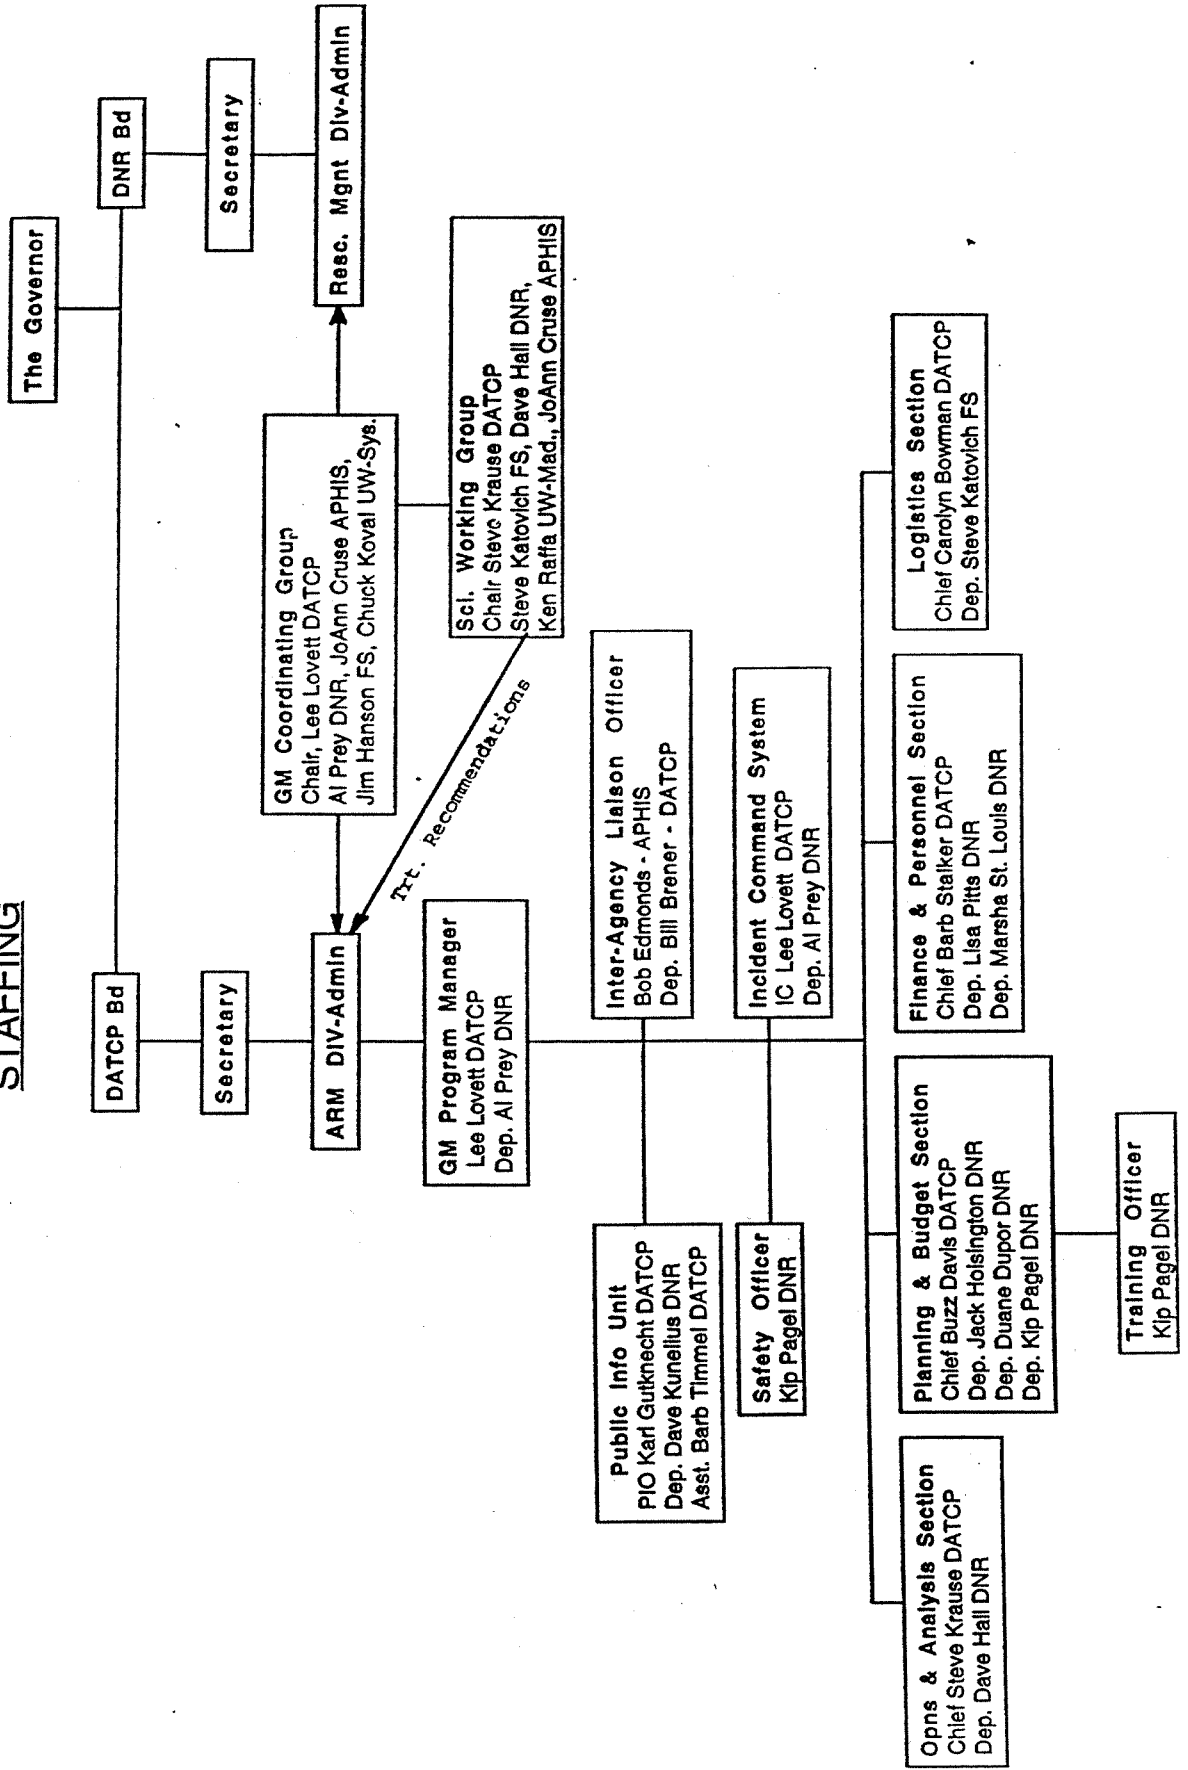 STAFFING
The Governor
DATCP Bd
DNR Bd
Secretary
Secretary
ARM DIV-Admin
Resc. Mgnt Div-Admin
GM Coordinating Group
Chair, Lee Lovett DATCP
Al Prey DNR, JoAnn Cruse APHIS,
Jim Hanson FS, Chuck Koval UW-Sys.
GM Program Manager
Lee Lovett DATCP
Dep. Al Prey DNR
Trt. Recommendations
Sci. Working Group
Chair Steve Krause DATCP
Steve Katovich FS, Dave Hall DNR,
Ken Raffa UW-Mad., JoAnn Cruse APHIS
Public Info Unit
PIO Karl Gutknecht DATCP
Dep. Dave Kunelius DNR
Asst. Barb Timmel DATCP
Inter-Agency Liaison Officer
Bob Edmonds - APHIS
Dep. Bill Brener - DATCP
Safety Officer
Kip Pagel DNR
Incident Command System
IC Lee Lovett DATCP
Dep. Al Prey DNR
Opns & Analysis Section
Chief Steve Krause DATCP
Dep. Dave Hall DNR
Planning & Budget Section
Chief Buzz Davis DATCP
Dep. Jack Holsington DNR
Dep. Duane Dupor DNR
Dep. Kip Pagel DNR
Finance & Personnel Section
Chief Barb Stalker DATCP
Dep. Lisa Pitts DNR
Dep. Marsha St. Louis DNR
Logistics Section
Chief Carolyn Bowman DATCP
Dep. Steve Katovich FS
Training Officer
Kip Pagel DNR